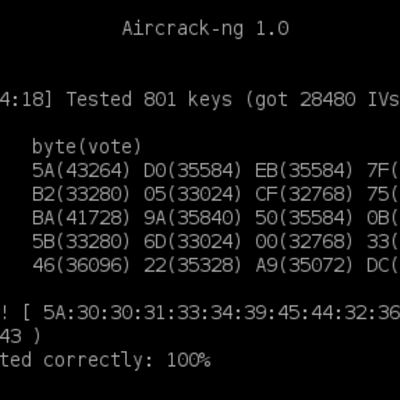 Aircrack-ng 1.0
4:18] Tested 801 keys (got 28480 IVs
byte(vote)
5A(43264) D0(35584) EB(35584) 7F(
B2(33280) 05(33024) CF(32768) 75(
BA(41728) 9A(35840) 50(35584) 0B(
5B(33280) 6D(33024) 00(32768) 33(
46(36096) 22(35328) A9(35072) DC(
! [ 5A:30:30:31:33:34:39:45:44:32:36
43 )
ted correctly: 100%